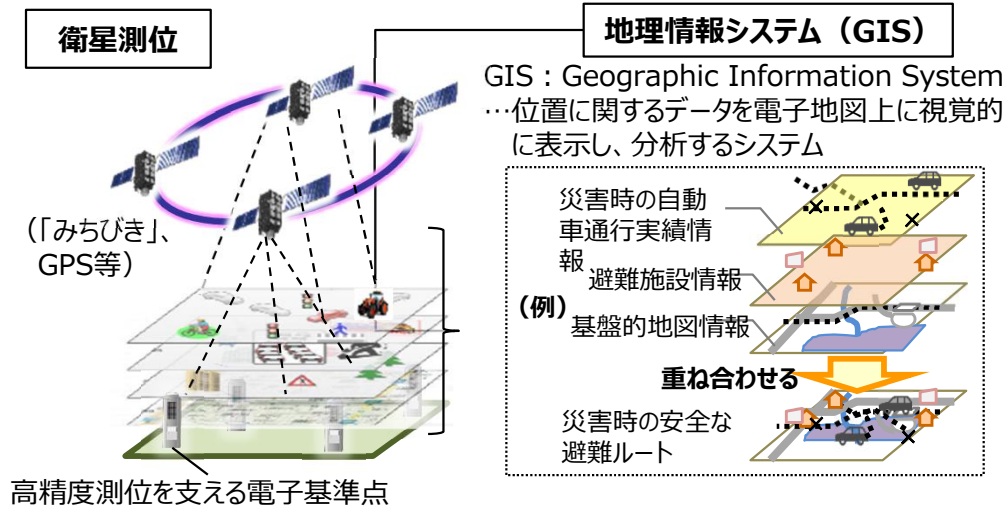 衛星測位
地理情報システム（GIS）
GIS：Geographic Information System
…位置に関するデータを電子地図上に視覚的
に表示し、分析するシステム
（「みちびき」、
GPS等）
（例）
災害時の自動
車通行実績情
報
避難施設情報
基盤的地図情報
重ね合わせる
災害時の安全な
避難ルート
高精度測位を支える電子基準点